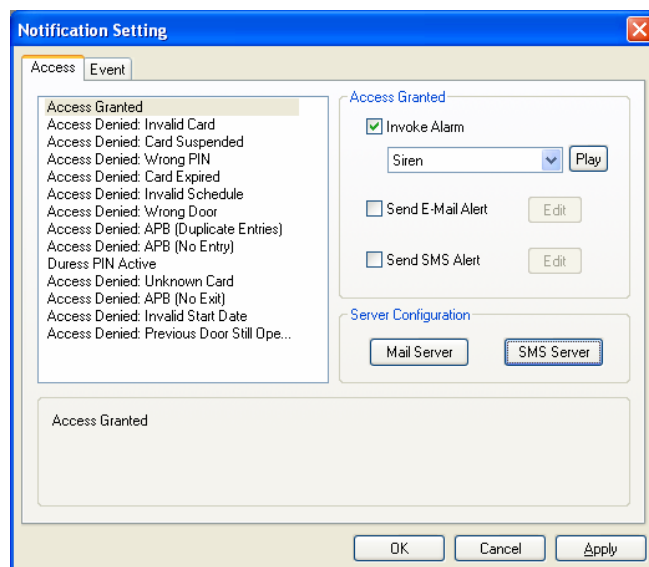 Notification Setting
Access
Event
Access Granted
Access Denied: Invalid Card
Access Denied: Card Suspended
Access Denied: Wrong PIN
Access Denied: Card Expired
Access Denied: Invalid Schedule
Access Denied: Wrong Door
Access Denied: APB (Duplicate Entries)
Access Denied: APB (No Entry)
Duress PIN Active
Access Denied: Unknown Card
Access Denied: APB (No Exit)
Access Denied: Invalid Start Date
Access Denied: Previous Door Still Ope...
Access Granted
Invoke Alarm
Siren
Play
Send E-Mail Alert
Edit
Send SMS Alert
Edit
Server Configuration
Mail Server
SMS Server
Access Granted
OK
Cancel
Apply